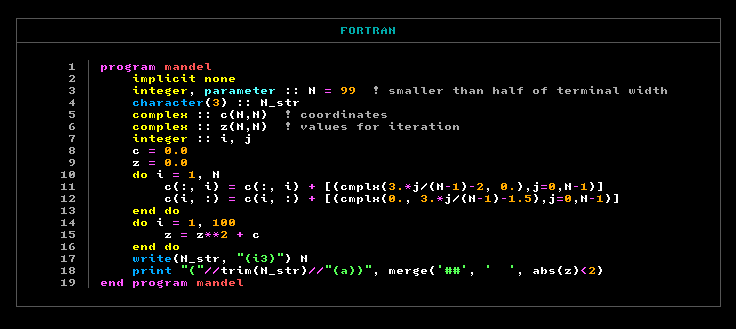 FORTRAN
1 program mandel
2     implicit none
3     integer, parameter :: N = 99  ! smaller than half of terminal width
4     character(3) :: N_str
5     complex :: c(N,N)  ! coordinates
6     complex :: z(N,N)  ! values for iteration
7     integer :: i, j
8     c = 0.0
9     z = 0.0
10     do i = 1, N
11         c(:, i) = c(:, i) + [(cmplx(3.*j/(N-1)-2, 0.),j=0,N-1)]
12         c(i, :) = c(i, :) + [(cmplx(0., 3.*j/(N-1)-1.5),j=0,N-1)]
13     end do
14     do i = 1, 100
15         z = z**2 + c
16     end do
17     write(N_str, "(i3)") N
18     print "("//trim(N_str)//"(a))", merge('##', '  ', abs(z)<2)
19 end program mandel